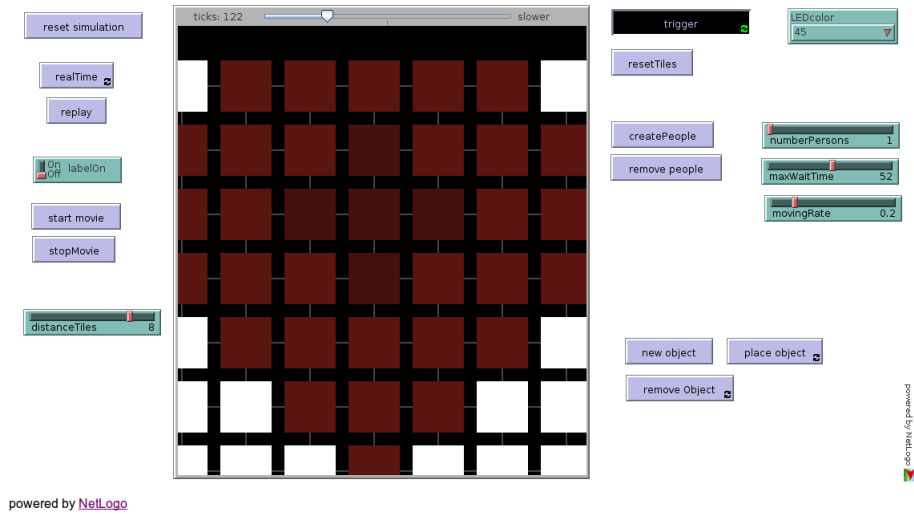 ticks: 122
slower
reset simulation
realTime
replay
On
Off
labelOn
start movie
stopMovie
distanceTiles 8
trigger
LEDcolor
45
resetTiles
createPeople
remove people
numberPersons 1
maxWaitTime 52
movingRate 0.2
new object
place object
remove Object
powered by NetLogo
powered by NetLogo